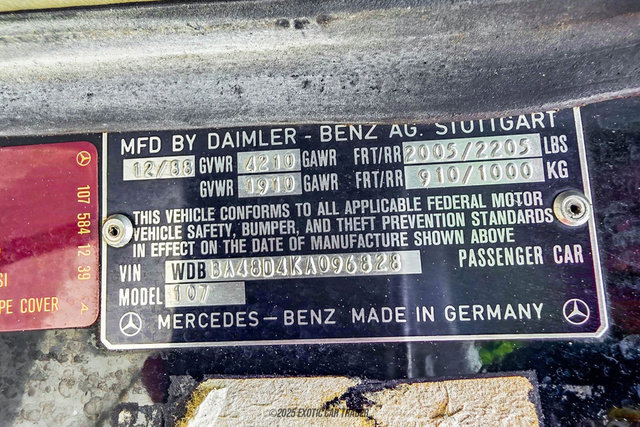 MFD BY DAIMLER-BENZ AG. STUTTGART
12/88 GVWR 4210 GAWR FRT/RR 2005/2205 LBS
GVWR 1910 GAWR FRT/RR 910/1000 KG
THIS VEHICLE CONFORMS TO ALL APPLICABLE FEDERAL MOTOR
VEHICLE SAFETY, BUMPER, AND THEFT PREVENTION STANDARDS
IN EFFECT ON THE DATE OF MANUFACTURE SHOWN ABOVE
VIN WDBBA48D4KA096828 PASSENGER CAR
MODEL 107
MERCEDES-BENZ MADE IN GERMANY
107 584 12 39 4
SI
PE COVER
©2025 EXOTIC CAR TRADER